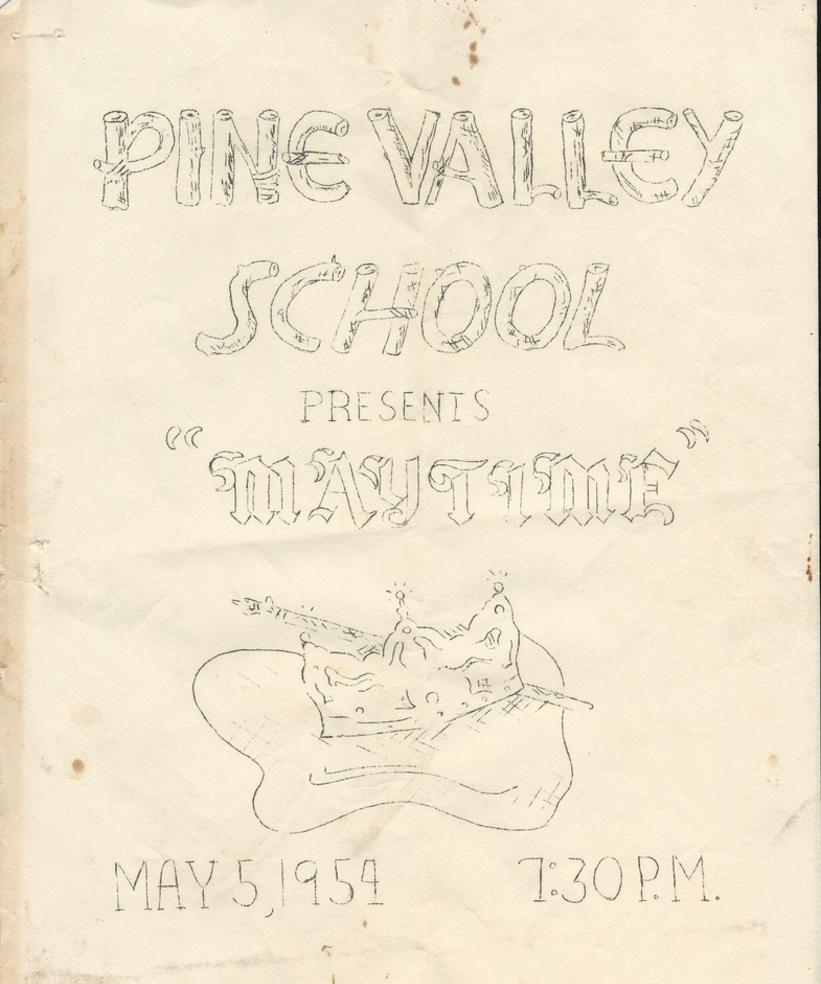 PINE VALLEY
SCHOOL
PRESENTS
“MAYTIME”
MAY 5, 1954 7:30 P.M.